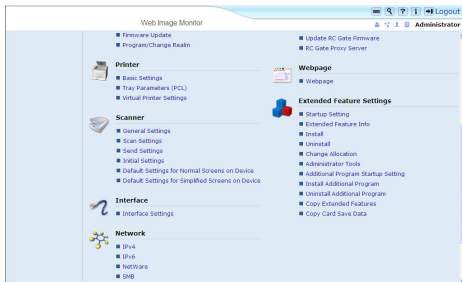 Logout
Web Image Monitor
Administrator
Firmware Update
Program/Change Realm
Printer
Basic Settings
Tray Parameters (PCL)
Virtual Printer Settings
Scanner
General Settings
Scan Settings
Send Settings
Initial Settings
Default Settings for Normal Screens on Device
Default Settings for Simplified Screens on Device
Interface
Interface Settings
Network
IPv4
IPv6
NetWare
SMB
Update RC Gate Firmware
RC Gate Proxy Server
Webpage
Webpage
Extended Feature Settings
Startup Setting
Extended Feature Info
Install
Uninstall
Change Allocation
Administrator Tools
Additional Program Startup Setting
Install Additional Program
Uninstall Additional Program
Copy Extended Features
Copy Card Save Data